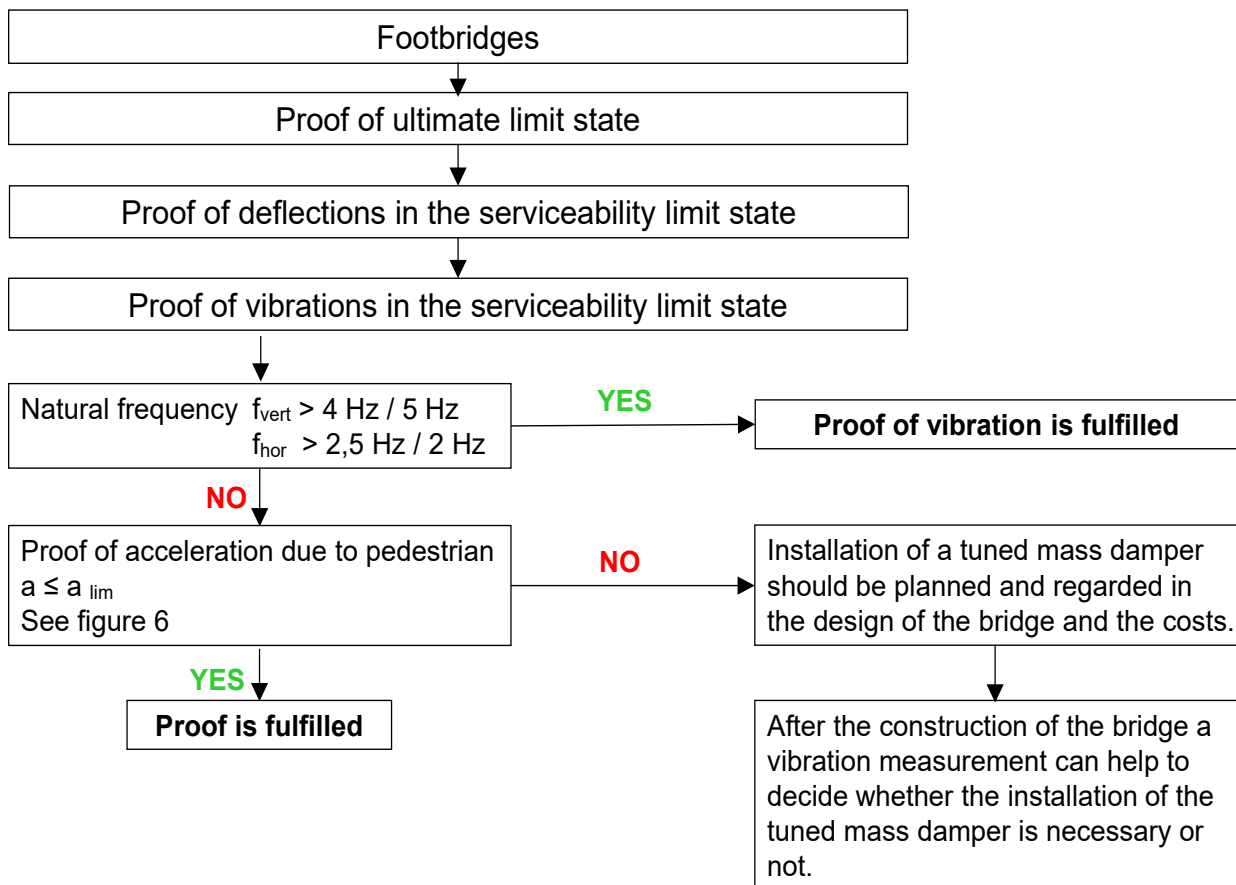 Footbridges
Proof of ultimate limit state
Proof of deflections in the serviceability limit state
Proof of vibrations in the serviceability limit state
Natural frequency f_vert > 4 Hz / 5 Hz
f_hor > 2,5 Hz / 2 Hz
YES
Proof of vibration is fulfilled
NO
Proof of acceleration due to pedestrian
a ≤ a lim
See figure 6
NO
Installation of a tuned mass damper
should be planned and regarded in
the design of the bridge and the costs.
YES
Proof is fulfilled
After the construction of the bridge a
vibration measurement can help to
decide whether the installation of the
tuned mass damper is necessary or
not.